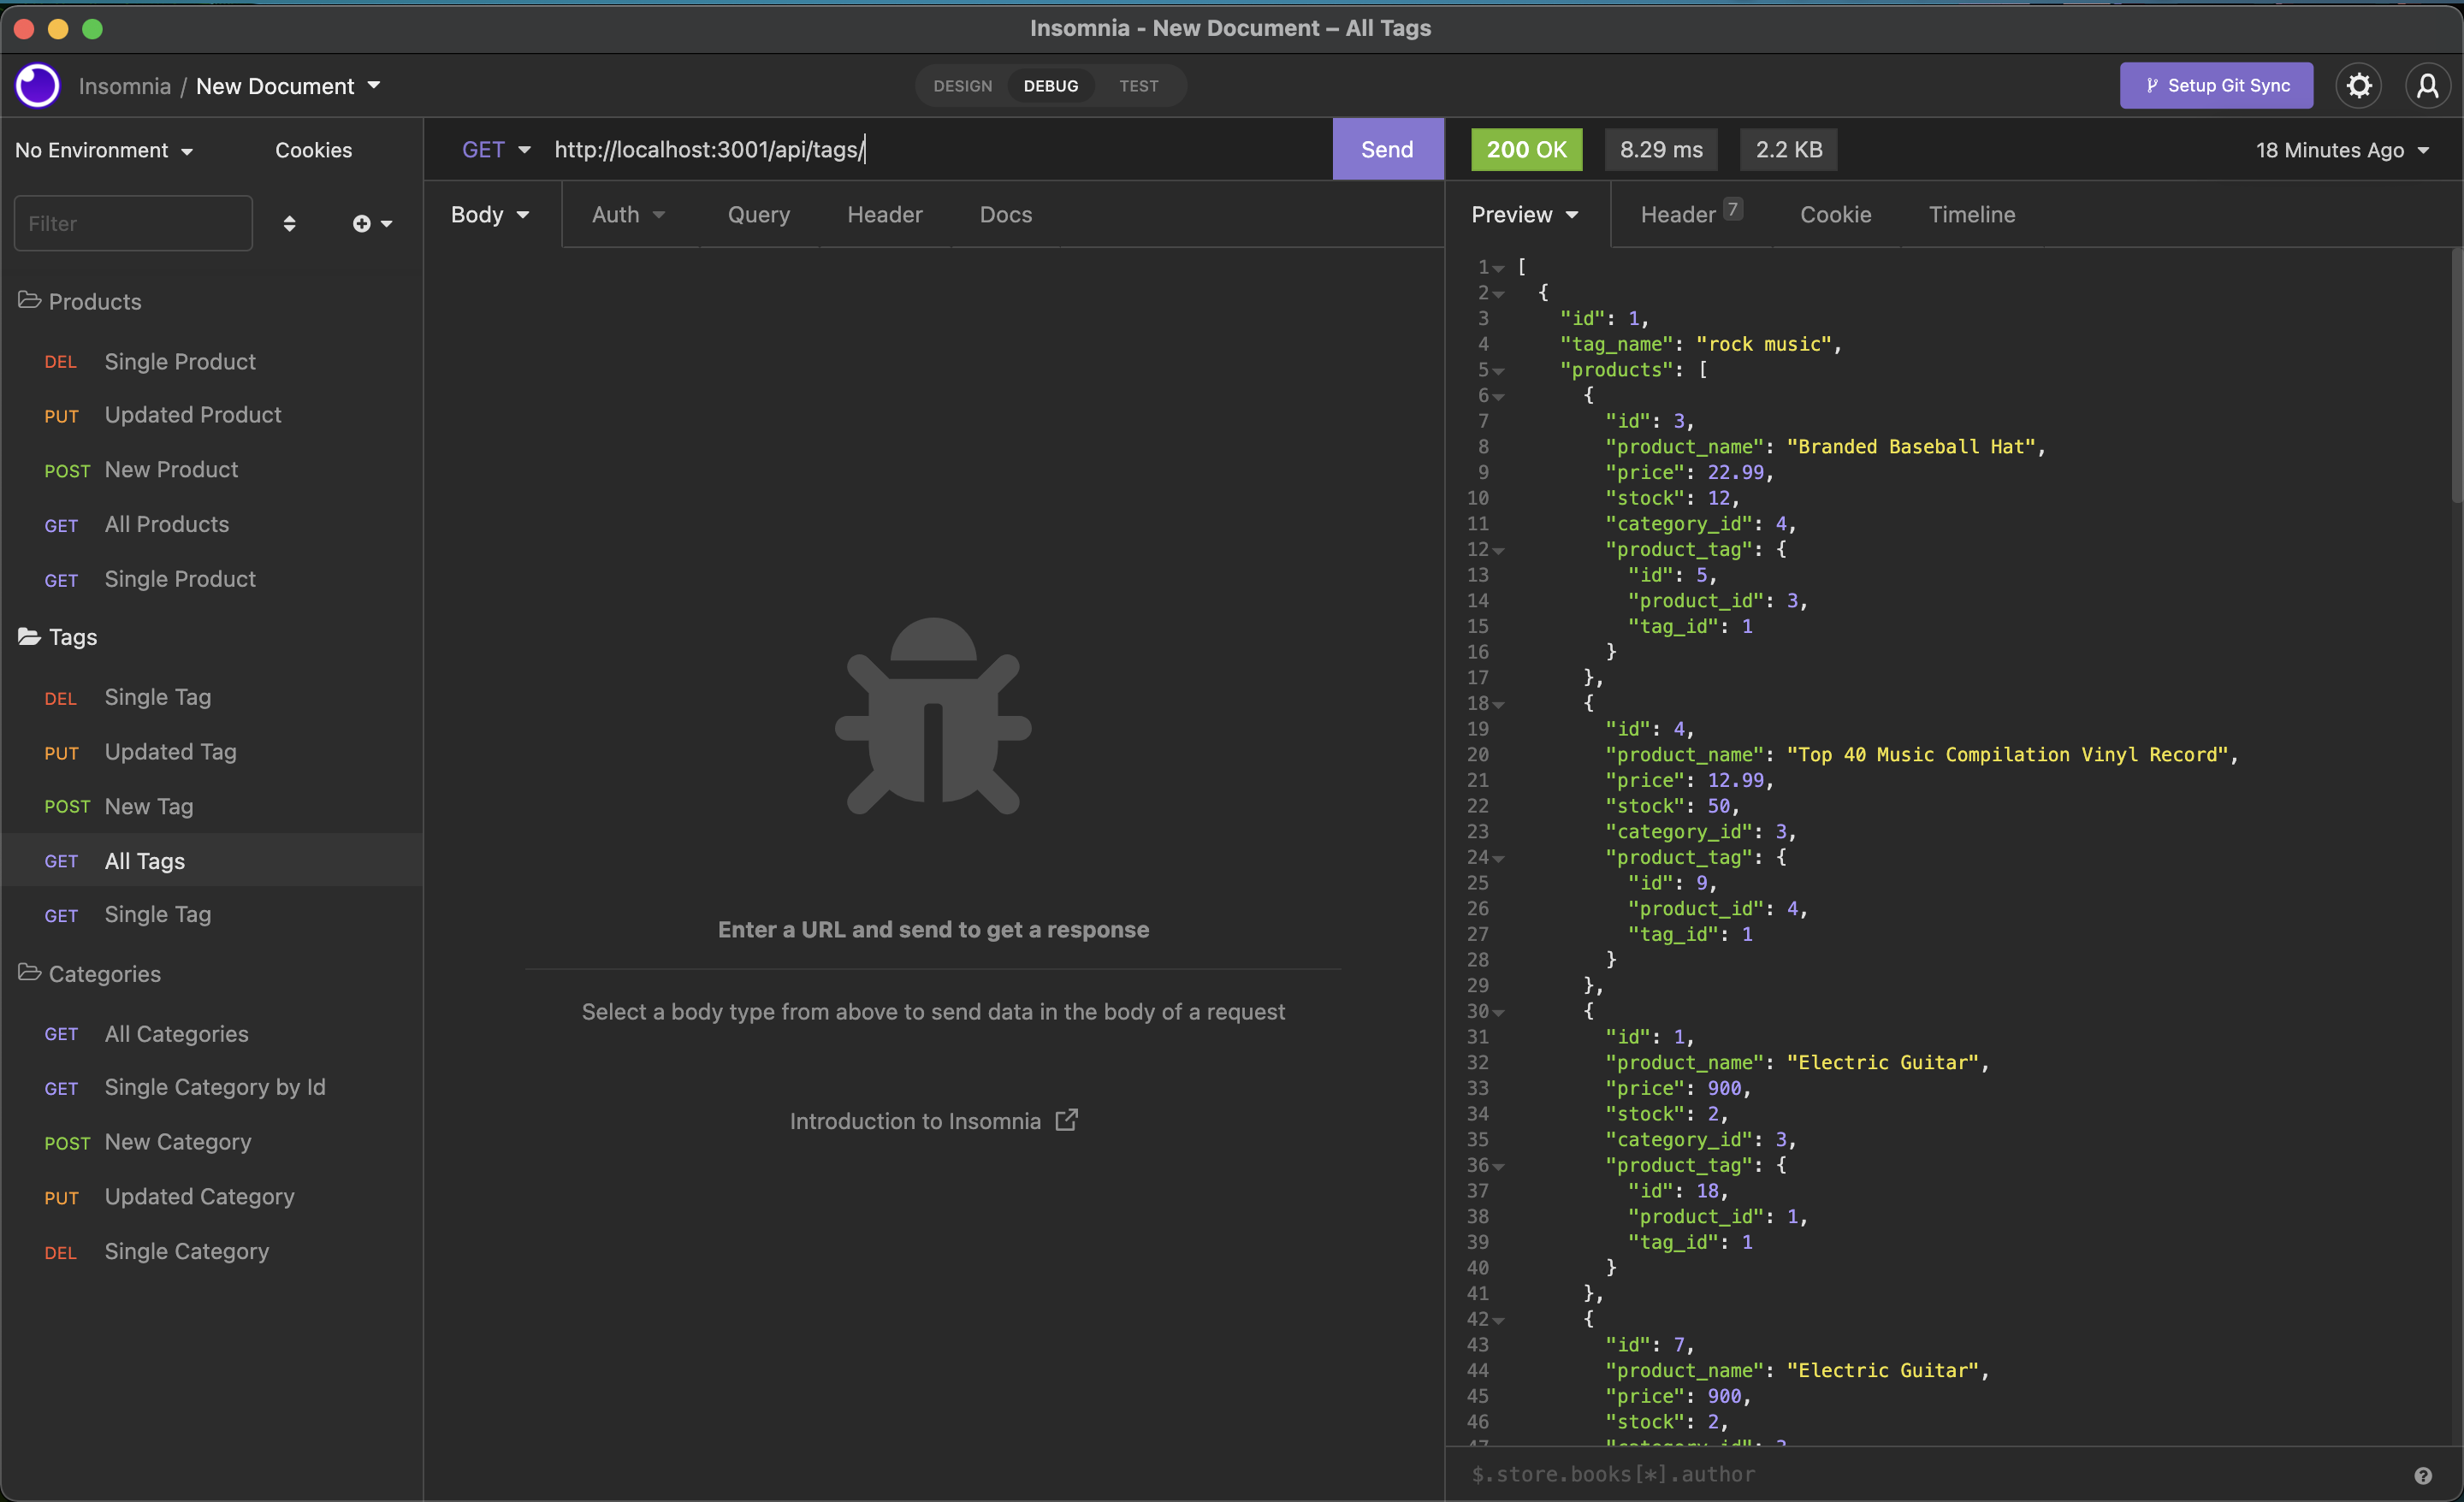 Insomnia - New Document – All Tags
Insomnia / New Document
DESIGN DEBUG TEST
Setup Git Sync
No Environment
Cookies
Filter
Products
DEL Single Product
PUT Updated Product
POST New Product
GET All Products
GET Single Product
Tags
DEL Single Tag
PUT Updated Tag
POST New Tag
GET All Tags
GET Single Tag
Categories
GET All Categories
GET Single Category by Id
POST New Category
PUT Updated Category
DEL Single Category
GET http://localhost:3001/api/tags/
Send
Body Auth Query Header Docs
Enter a URL and send to get a response
Select a body type from above to send data in the body of a request
Introduction to Insomnia
200 OK 8.29 ms 2.2 KB 18 Minutes Ago
Preview Header 7 Cookie Timeline
1 [
2 {
3 "id": 1,
4 "tag_name": "rock music",
5 "products": [
6 {
7 "id": 3,
8 "product_name": "Branded Baseball Hat",
9 "price": 22.99,
10 "stock": 12,
11 "category_id": 4,
12 "product_tag": {
13 "id": 5,
14 "product_id": 3,
15 "tag_id": 1
16 }
17 },
18 {
19 "id": 4,
20 "product_name": "Top 40 Music Compilation Vinyl Record",
21 "price": 12.99,
22 "stock": 50,
23 "category_id": 3,
24 "product_tag": {
25 "id": 9,
26 "product_id": 4,
27 "tag_id": 1
28 }
29 },
30 {
31 "id": 1,
32 "product_name": "Electric Guitar",
33 "price": 900,
34 "stock": 2,
35 "category_id": 3,
36 "product_tag": {
37 "id": 18,
38 "product_id": 1,
39 "tag_id": 1
40 }
41 },
42 {
43 "id": 7,
44 "product_name": "Electric Guitar",
45 "price": 900,
46 "stock": 2,
$.store.books[*].author